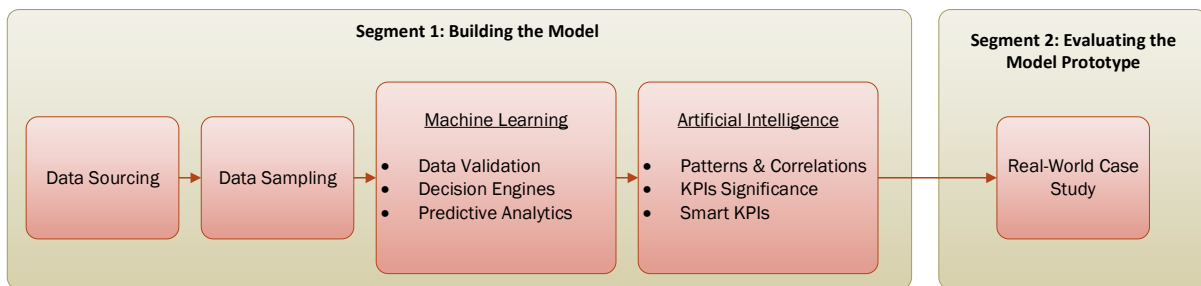 Segment 1: Building the Model
Data Sourcing
Data Sampling
Machine Learning
• Data Validation
• Decision Engines
• Predictive Analytics
Artificial Intelligence
• Patterns & Correlations
• KPIs Significance
• Smart KPIs
Segment 2: Evaluating the
Model Prototype
Real-World Case
Study